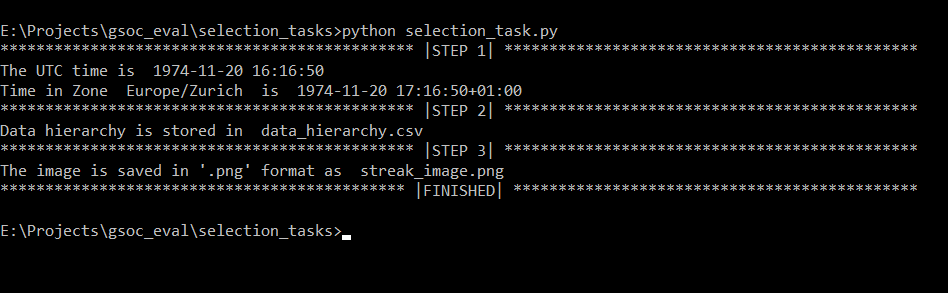 E:\Projects\gsoc_eval\selection_tasks>python selection_task.py
********************************************** |STEP 1| **********************************************
The UTC time is  1974-11-20 16:16:50
Time in Zone  Europe/Zurich  is  1974-11-20 17:16:50+01:00
********************************************** |STEP 2| **********************************************
Data hierarchy is stored in  data_hierarchy.csv
********************************************** |STEP 3| **********************************************
The image is saved in '.png' format as  streak_image.png
********************************************* |FINISHED| *********************************************
E:\Projects\gsoc_eval\selection_tasks>